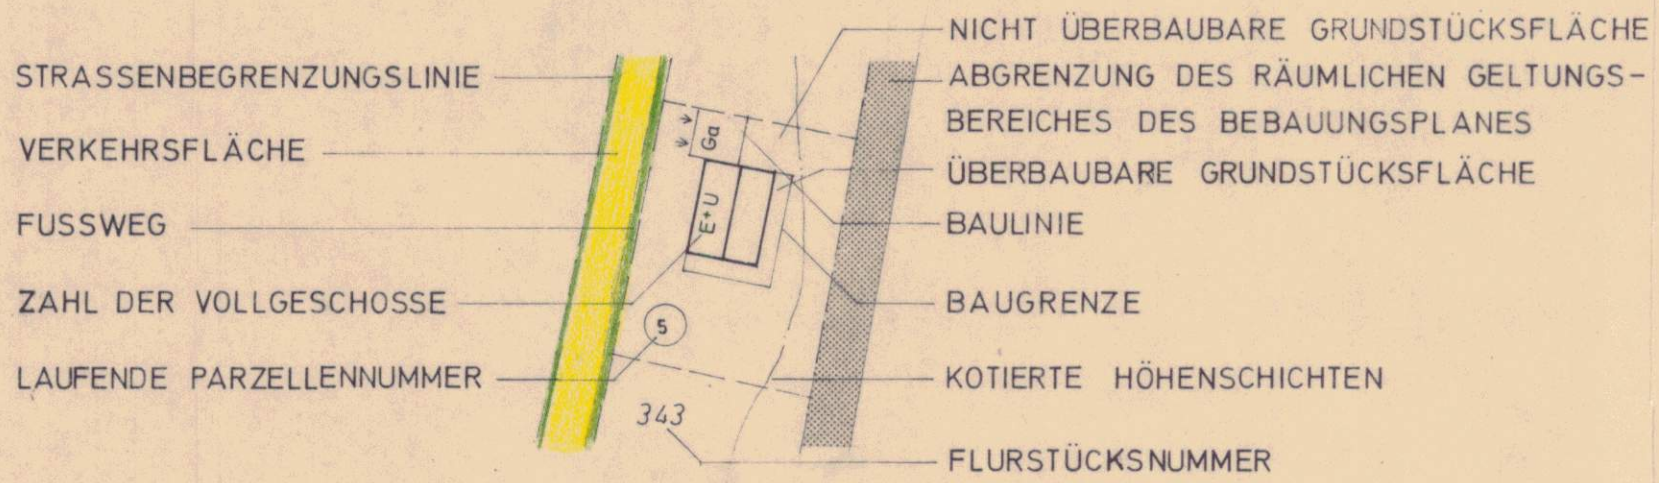 STRASSENBEGRENZUNGSLINIE
VERKEHRSFLÄCHE
FUSSWEG
ZAHL DER VOLLGESCHOSSE
LAUFENDE PARZELLENNUMMER
Ga
E+U
5
343
NICHT ÜBERBAUBARE GRUNDSTÜCKSFLÄCHE
ABGRENZUNG DES RÄUMLICHEN GELTUNGS-
BEREICHES DES BEBAUUNGSPLANES
ÜBERBAUBARE GRUNDSTÜCKSFLÄCHE
BAULINIE
BAUGRENZE
KOTIERTE HÖHENSCHICHTEN
FLURSTÜCKSNUMMER